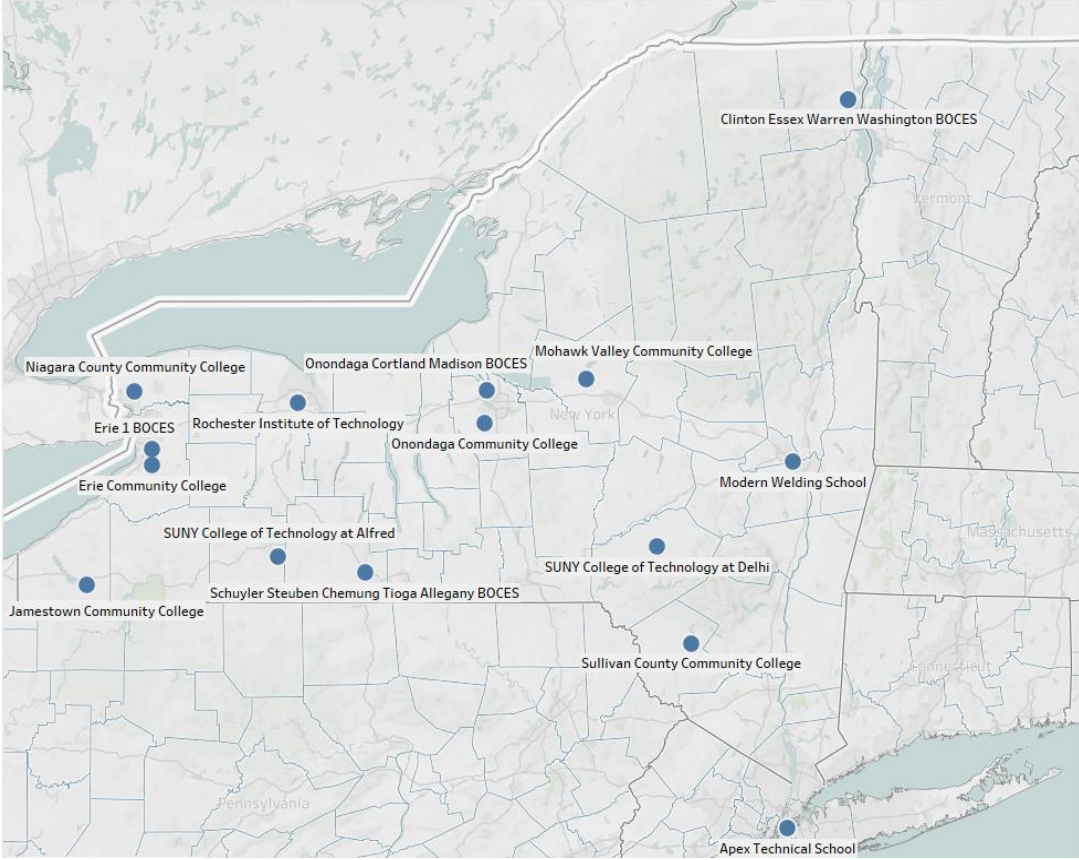 Clinton Essex Warren Washington BOCES
Vermont
Mohawk Valley Community College
Onondaga Cortland Madison BOCES
Niagara County Community College
New York
Rochester Institute of Technology
Erie 1 BOCES
Onondaga Community College
Modern Welding School
Erie Community College
SUNY College of Technology at Alfred
Massachusetts
SUNY College of Technology at Delhi
Schuyler Steuben Chemung Tioga Allegany BOCES
Jamestown Community College
Sullivan County Community College
Connecticut
Pennsylvania
Apex Technical School